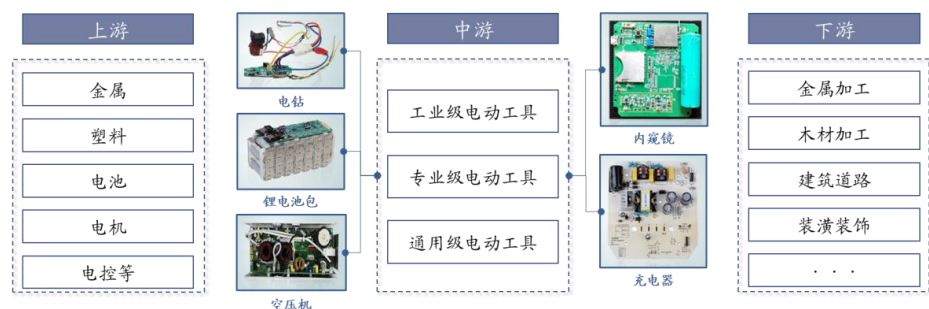 上游
金属
塑料
电池
电机
电控等
电钻
锂电池包
空压机
中游
工业级电动工具
专业级电动工具
通用级电动工具
内窥镜
充电器
下游
金属加工
木材加工
建筑道路
装潢装饰
· · ·